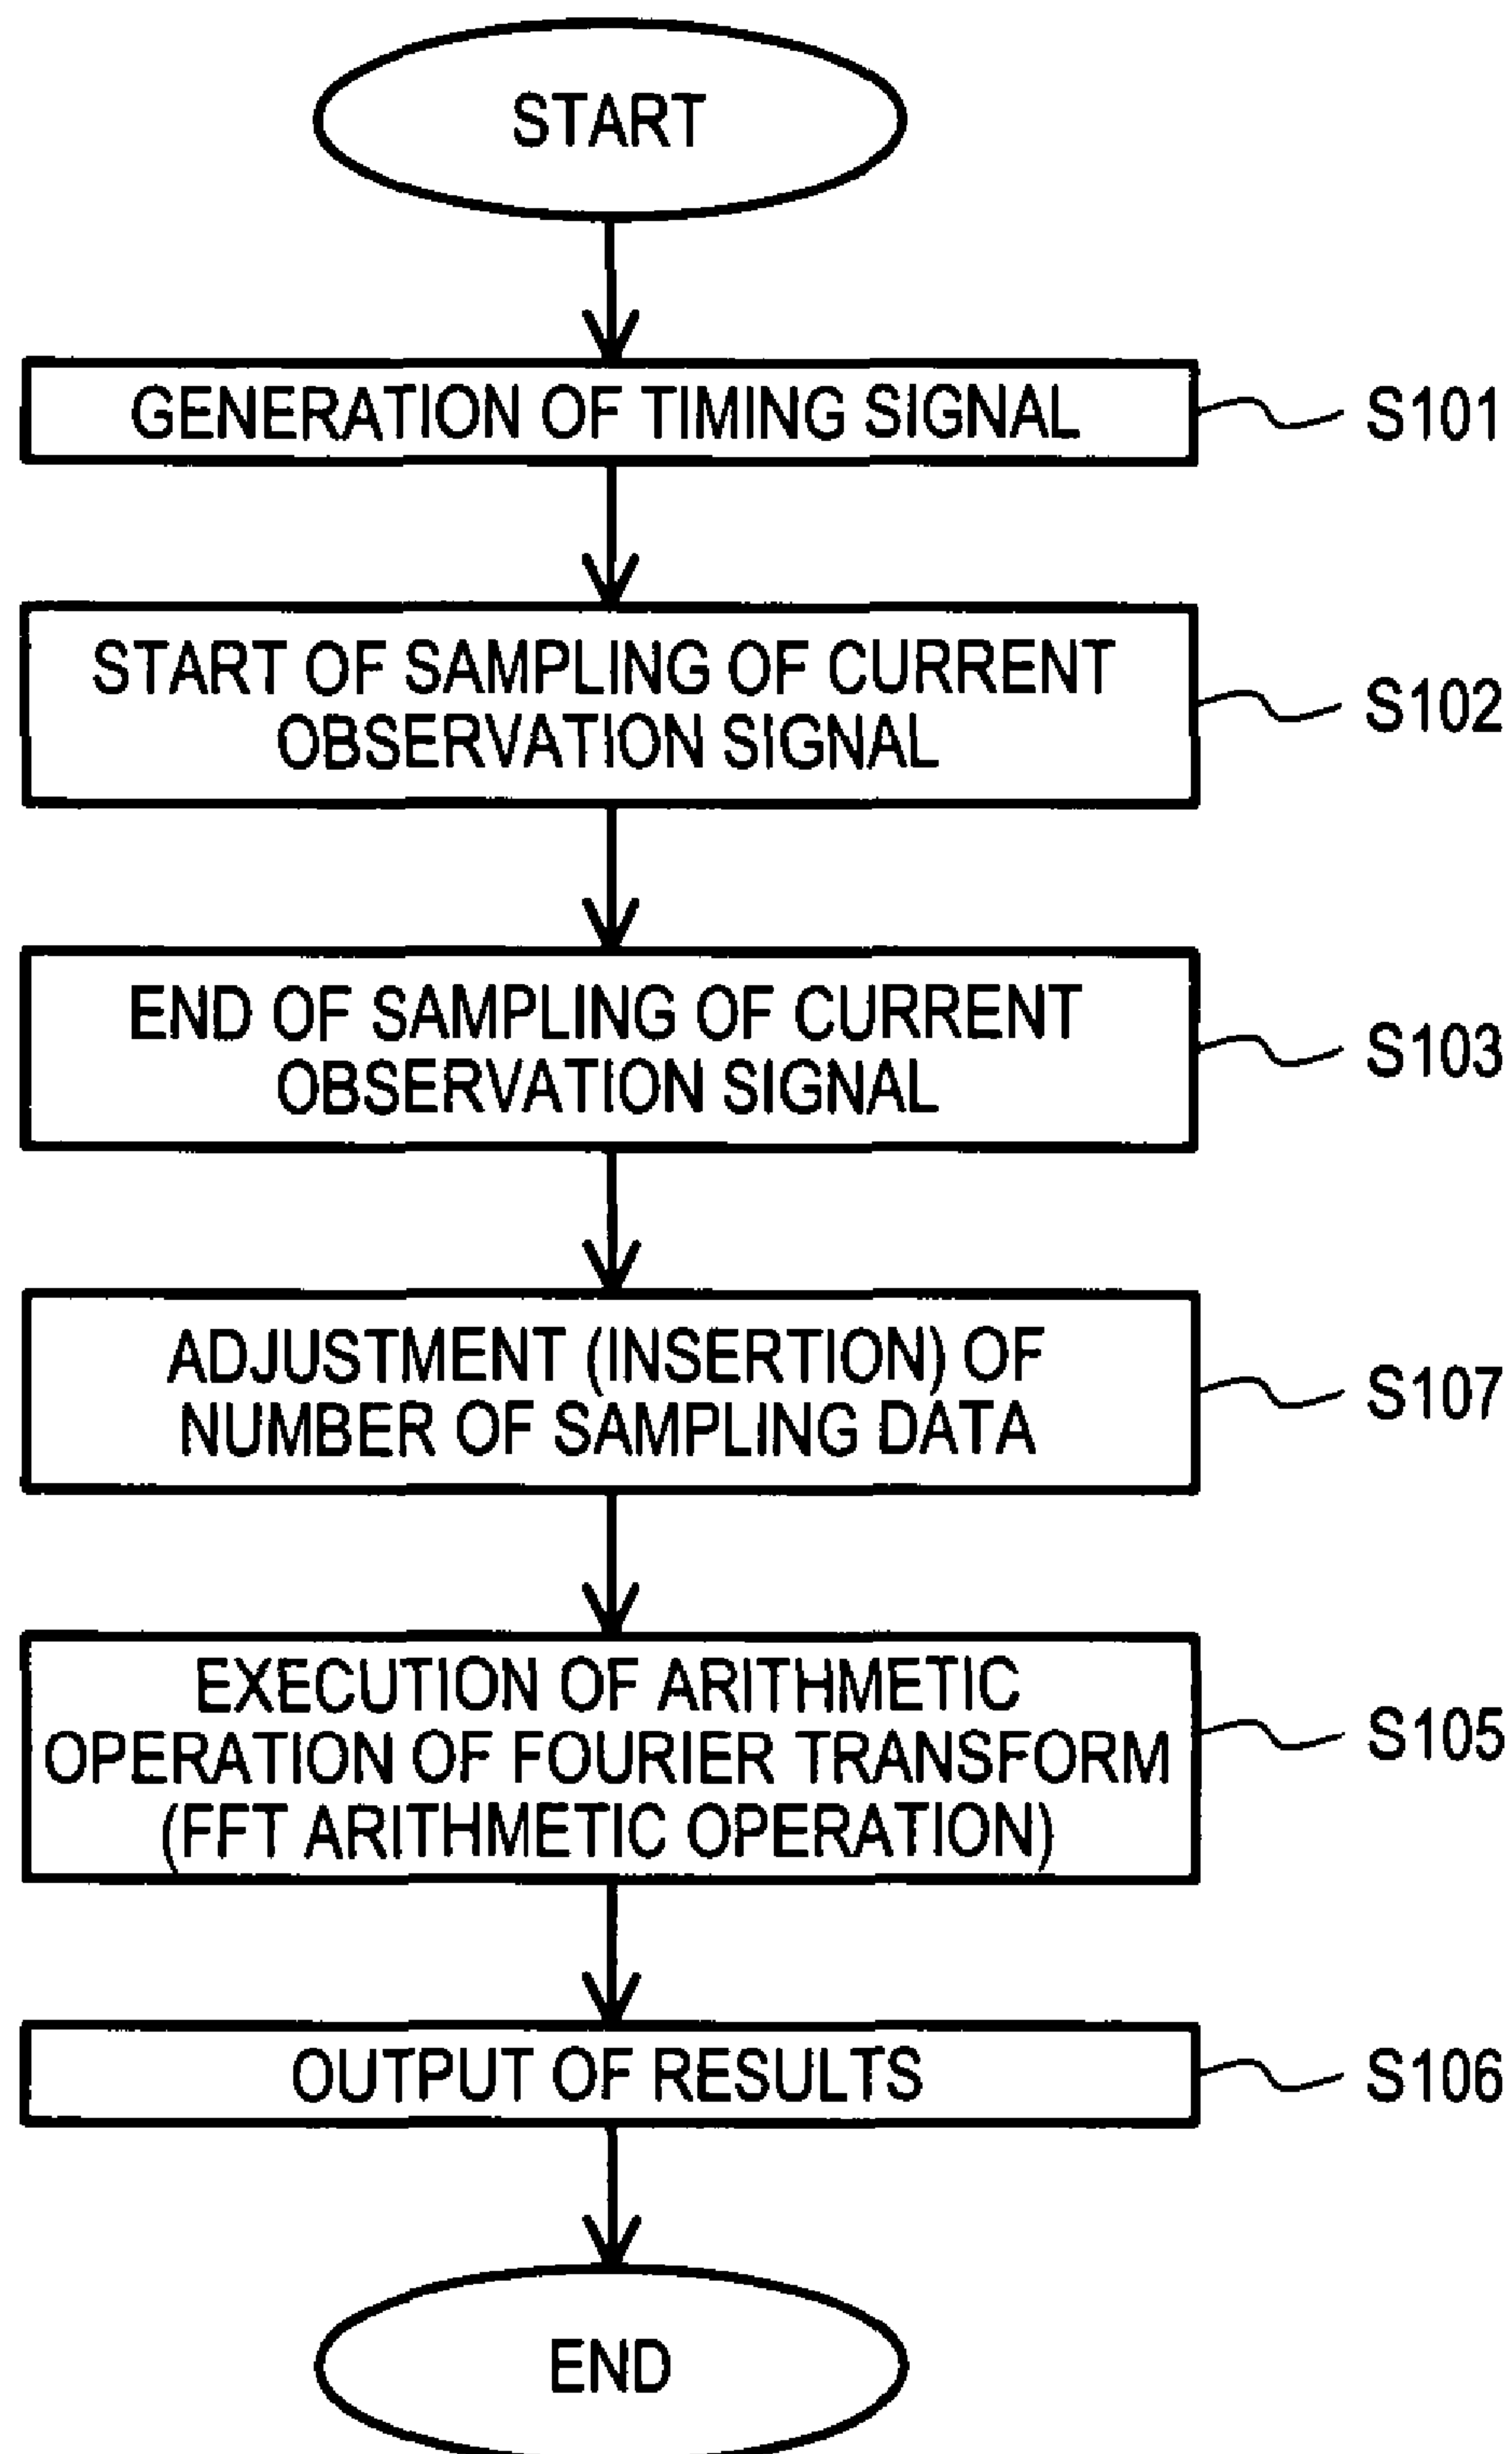 START
GENERATION OF TIMING SIGNAL
S101
START OF SAMPLING OF CURRENT
OBSERVATION SIGNAL
S102
END OF SAMPLING OF CURRENT
OBSERVATION SIGNAL
S103
ADJUSTMENT (INSERTION) OF
NUMBER OF SAMPLING DATA
S107
EXECUTION OF ARITHMETIC
OPERATION OF FOURIER TRANSFORM
(FFT ARITHMETIC OPERATION)
S105
OUTPUT OF RESULTS
S106
END